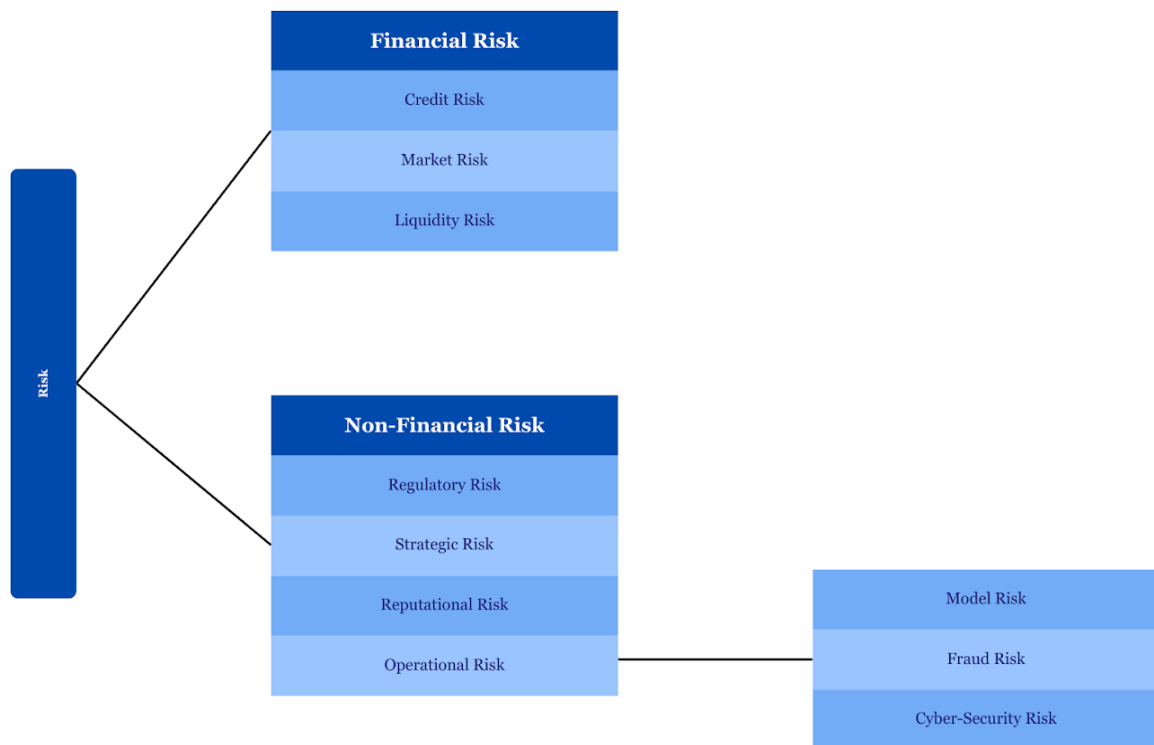 Risk
Financial Risk
Credit Risk
Market Risk
Liquidity Risk
Non-Financial Risk
Regulatory Risk
Strategic Risk
Reputational Risk
Operational Risk
Model Risk
Fraud Risk
Cyber-Security Risk